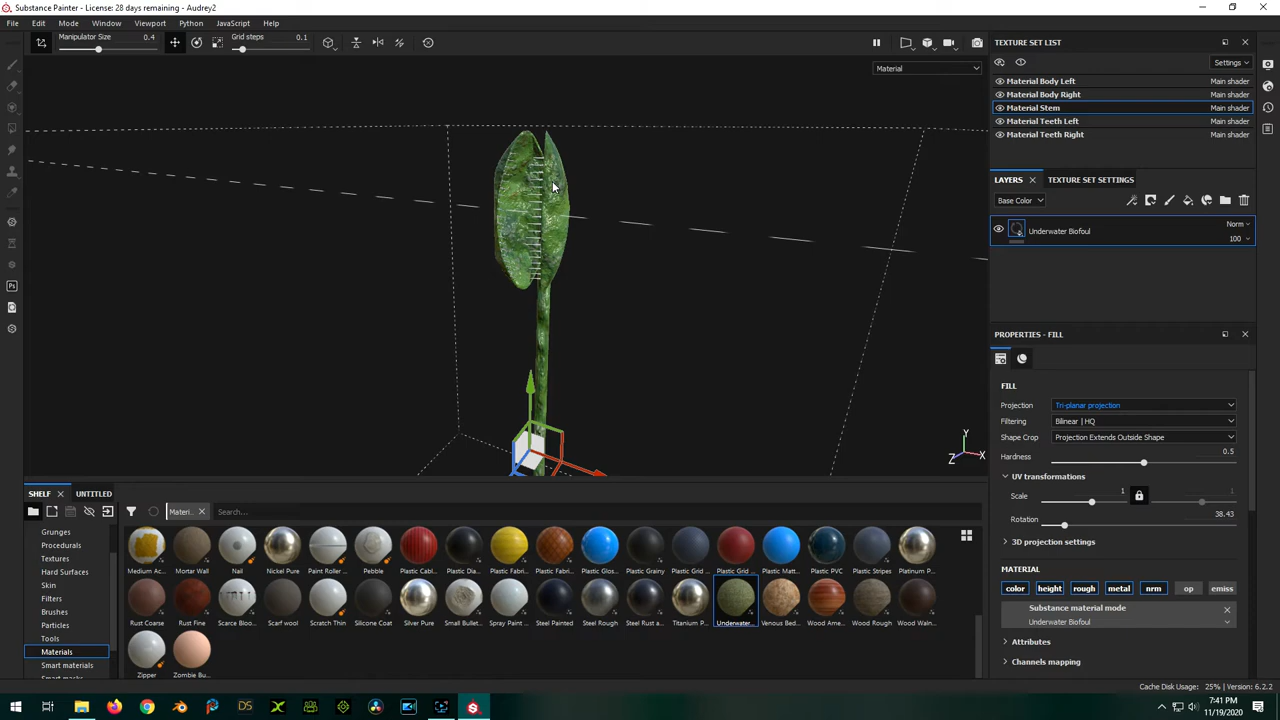 Substance Painter - License: 28 days remaining - Audrey2
File Edit Mode Window Viewport Python JavaScript Help
Manipulator Size 0.4 Grid steps 0.1
Material
TEXTURE SET LIST
Settings
Material Body Left Main shader
Material Body Right Main shader
Material Stem Main shader
Material Teeth Left Main shader
Material Teeth Right Main shader
LAYERS TEXTURE SET SETTINGS
Base Color
Underwater Biofoul Norm
100
PROPERTIES - FILL
FILL
Projection Tri-planar projection
Filtering Bilinear | HQ
Shape Crop Projection Extends Outside Shape
Hardness 0.5
UV transformations
Scale 1 1
Rotation 38.43
3D projection settings
MATERIAL
color height rough metal nrm op emiss
Substance material mode
Underwater Biofoul
Attributes
Channels mapping
Y
Z X
SHELF UNTITLED
Materi... Search...
Grunges
Procedurals
Textures
Hard Surfaces
Skin
Filters
Brushes
Particles
Tools
Materials
Smart materials
Medium Ac... Mortar Wall Nail Nickel Pure Paint Roller ... Pebble Plastic Cabl... Plastic Dia... Plastic Fabri... Plastic Fabri... Plastic Glos... Plastic Grainy Plastic Grid ... Plastic Grid ... Plastic Matt... Plastic PVC Plastic Stripes Platinum P...
Rust Coarse Rust Fine Scarce Bloo... Scarf wool Scratch Thin Silicone Coat Silver Pure Small Bullet... Spray Paint ... Steel Painted Steel Rough Steel Rust a... Titanium P... Underwater... Venous Bed... Wood Ame... Wood Rough Wood Waln...
Zipper Zombie Bu...
Cache Disk Usage: 25% | Version: 6.2.2
Ps
DS
7:41 PM
11/19/2020